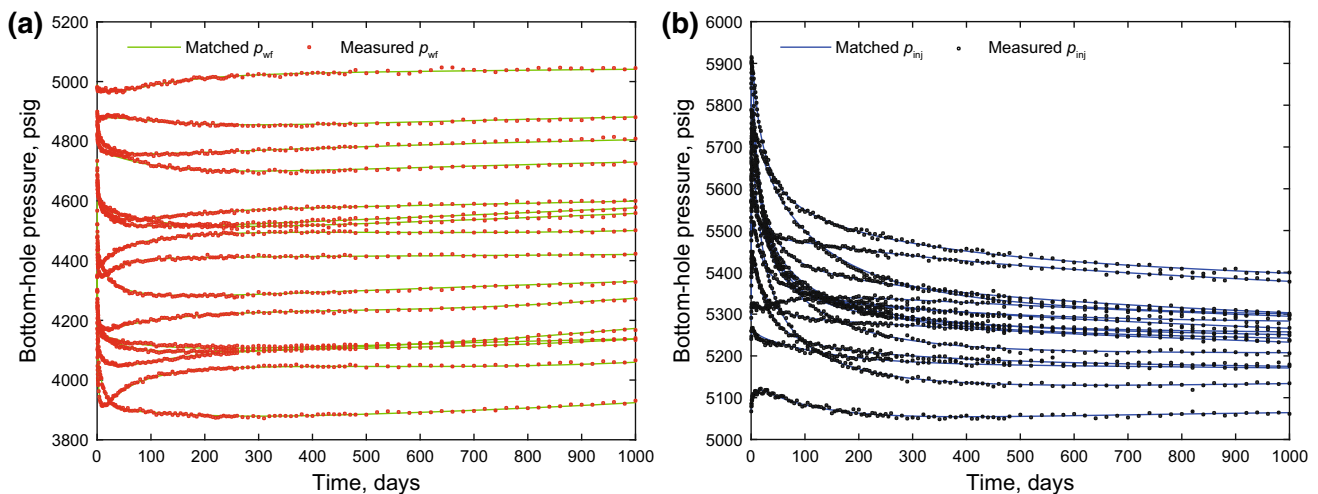 (a)
5200
5000
4800
4600
4400
4200
4000
3800
Bottom-hole pressure, psig
Matched pwf
Measured pwf
0 100 200 300 400 500 600 700 800 900 1000
Time, days
(b)
6000
5900
5800
5700
5600
5500
5400
5300
5200
5100
5000
Bottom-hole pressure, psig
Matched pinj
Measured pinj
0 100 200 300 400 500 600 700 800 900 1000
Time, days